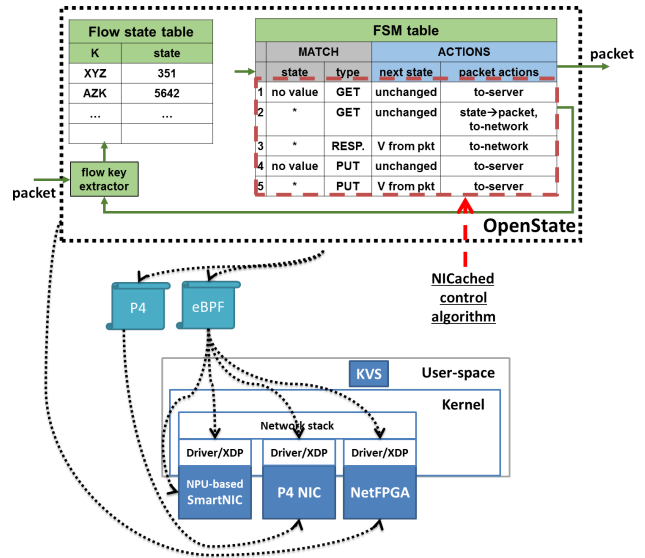 Flow state table
K state
XYZ 351
AZK 5642
... ...
FSM table
MATCH ACTIONS
state type next state packet actions
1 no value GET unchanged to-server
2 * GET unchanged state→packet,
to-network
3 * RESP. V from pkt to-network
4 no value PUT unchanged to-server
5 * PUT V from pkt to-server
packet
packet
flow key
extractor
OpenState
NICached
control
algorithm
P4
eBPF
KVS
User-space
Kernel
Network stack
Driver/XDP Driver/XDP Driver/XDP
NPU-based
SmartNIC
P4 NIC
NetFPGA